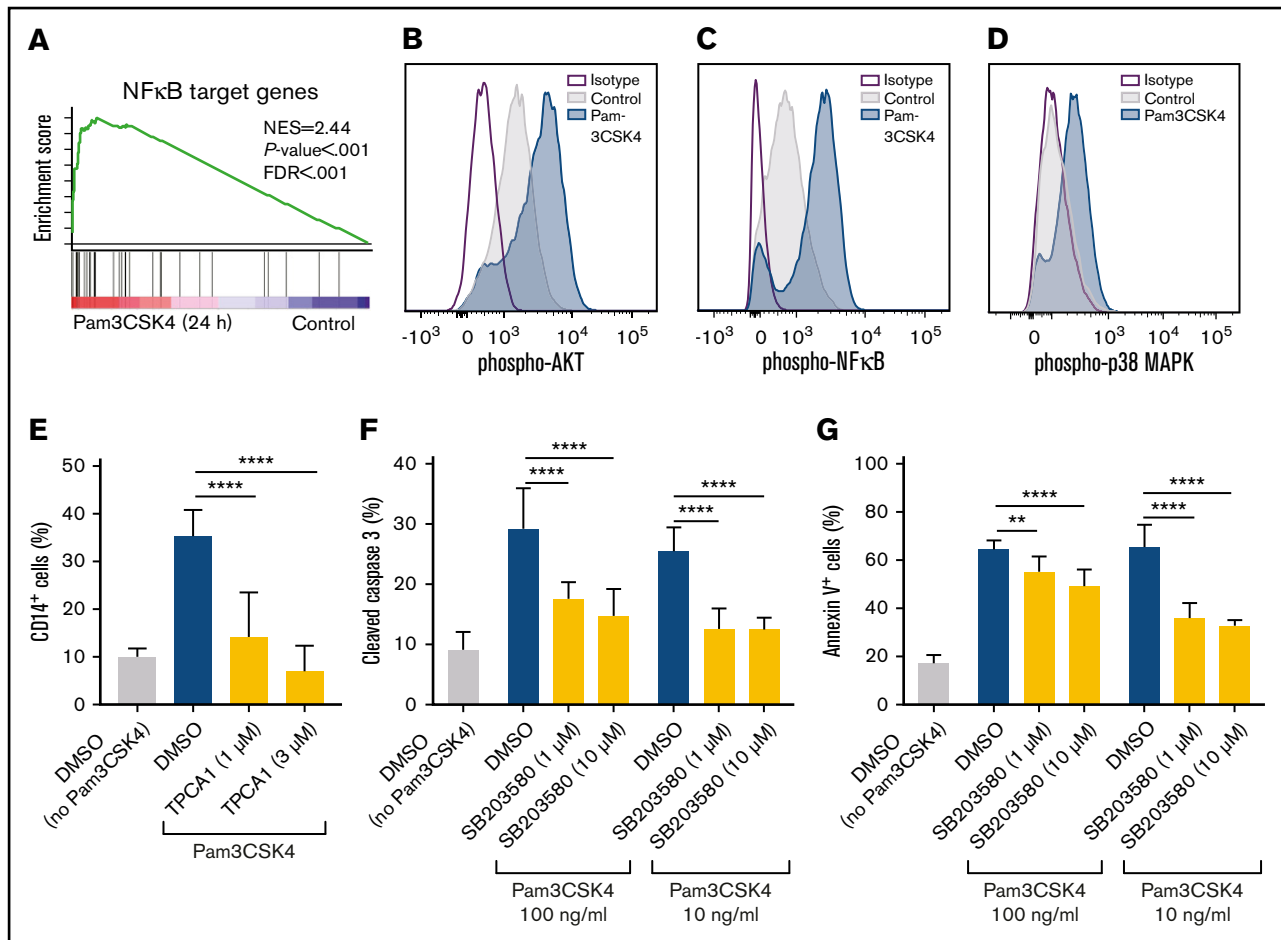 A
NFκB target genes
NES=2.44
P-value<.001
FDR<.001
Enrichment score
Pam3CSK4 (24 h)
Control
B
Isotype
Control
Pam-
3CSK4
-10³ 0 10³ 10⁴ 10⁵
phospho-AKT
C
Isotype
Control
Pam-
3CSK4
-10³ 0 10³ 10⁴ 10⁵
phospho-NFκB
D
Isotype
Control
Pam3CSK4
0 10³ 10⁴ 10⁵
phospho-p38 MAPK
E
CD14⁺ cells (%)
50
40
30
20
10
0
****
****
DMSO
(no Pam3CSK4)
DMSO
TPCA1 (1 μM)
TPCA1 (3 μM)
Pam3CSK4
F
Cleaved caspase 3 (%)
40
30
20
10
0
****
****
****
****
DMSO
(no Pam3CSK4)
DMSO
SB203580 (1 μM)
SB203580 (10 μM)
DMSO
SB203580 (1 μM)
SB203580 (10 μM)
Pam3CSK4
100 ng/ml
Pam3CSK4
10 ng/ml
G
Annexin V⁺ cells (%)
100
80
60
40
20
0
****
**
****
****
DMSO
(no Pam3CSK4)
DMSO
SB203580 (1 μM)
SB203580 (10 μM)
DMSO
SB203580 (1 μM)
SB203580 (10 μM)
Pam3CSK4
100 ng/ml
Pam3CSK4
10 ng/ml